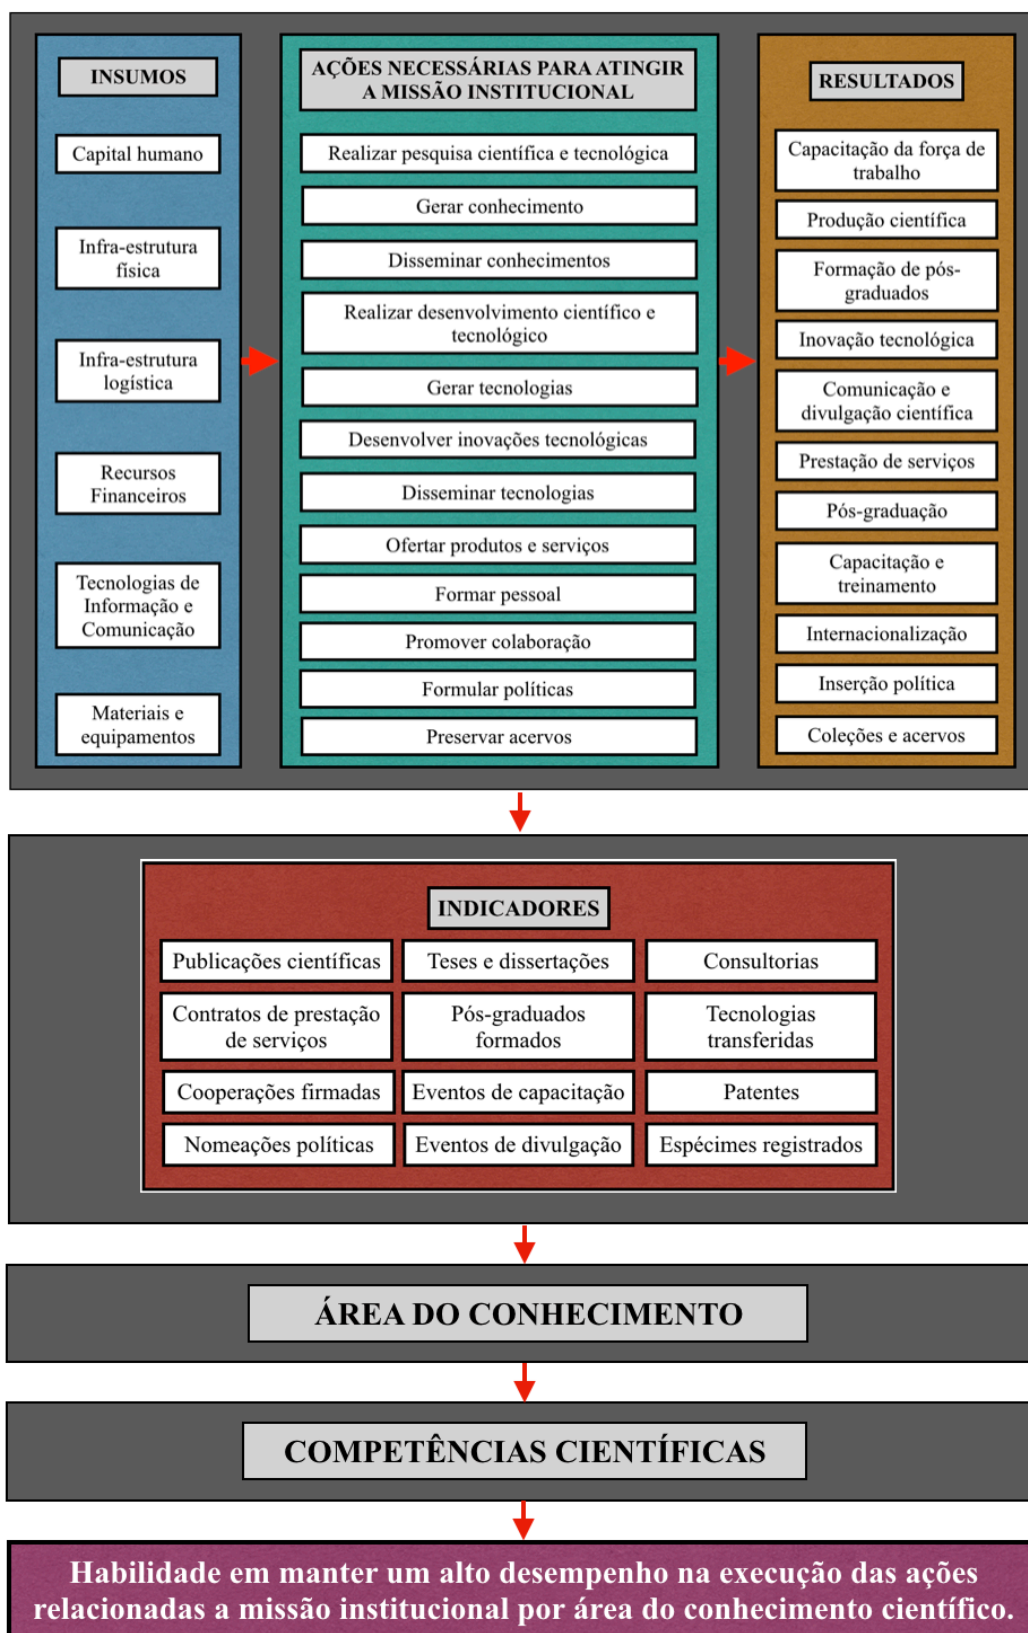 INSUMOS
Capital humano
Infra-estrutura
física
Infra-estrutura
logística
Recursos
Financeiros
Tecnologias de
Informação e
Comunicação
Materiais e
equipamentos
AÇÕES NECESSÁRIAS PARA ATINGIR
A MISSÃO INSTITUCIONAL
Realizar pesquisa científica e tecnológica
Gerar conhecimento
Disseminar conhecimentos
Realizar desenvolvimento científico e
tecnológico
Gerar tecnologias
Desenvolver inovações tecnológicas
Disseminar tecnologias
Ofertar produtos e serviços
Formar pessoal
Promover colaboração
Formular políticas
Preservar acervos
RESULTADOS
Capacitação da força de
trabalho
Produção científica
Formação de pós-
graduados
Inovação tecnológica
Comunicação e
divulgação científica
Prestação de serviços
Pós-graduação
Capacitação e
treinamento
Internacionalização
Inserção política
Coleções e acervos
INDICADORES
Publicações científicas
Teses e dissertações
Consultorias
Contratos de prestação
de serviços
Pós-graduados
formados
Tecnologias
transferidas
Cooperações firmadas
Eventos de capacitação
Patentes
Nomeações políticas
Eventos de divulgação
Espécimes registrados
ÁREA DO CONHECIMENTO
COMPETÊNCIAS CIENTÍFICAS
Habilidade em manter um alto desempenho na execução das ações
relacionadas a missão institucional por área do conhecimento científico.